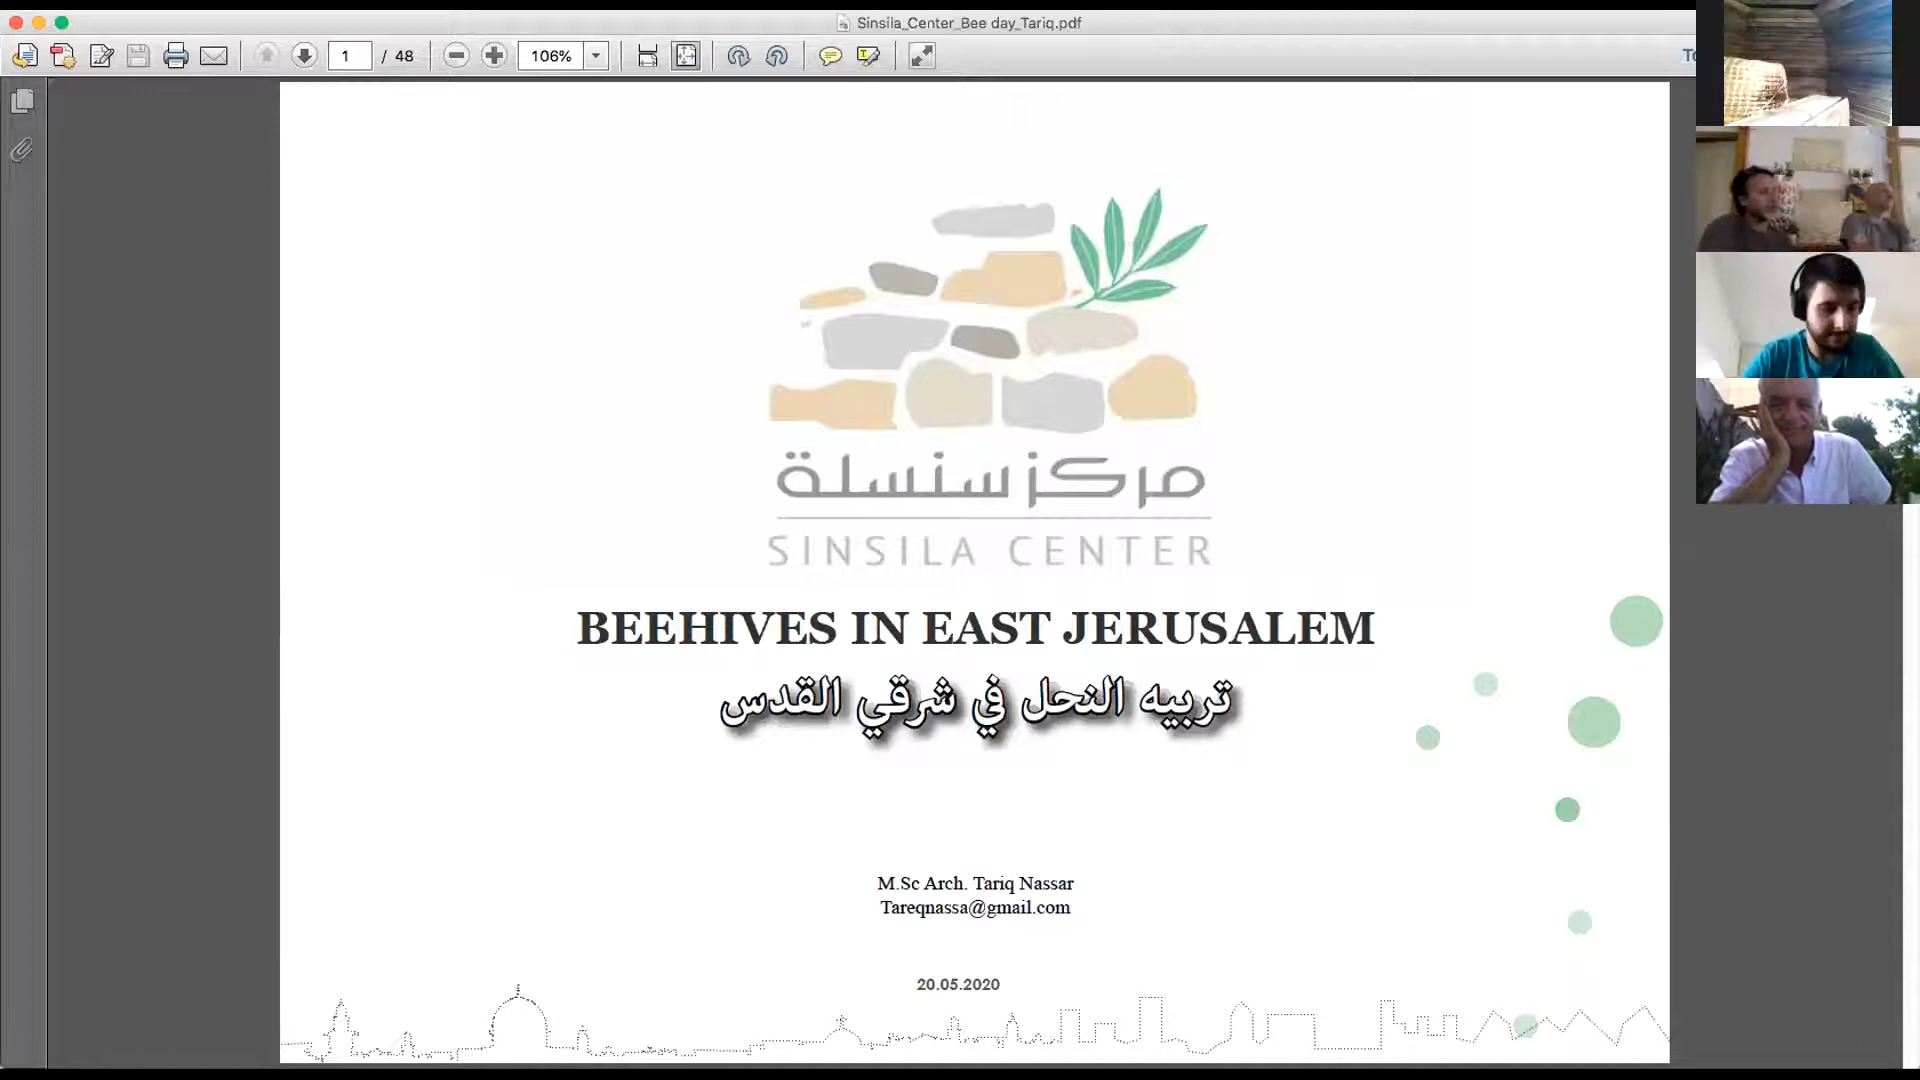 Sinsila_Center_Bee day_Tariq.pdf
1 / 48
106%
مركز سنسلة
SINSILA CENTER
BEEHIVES IN EAST JERUSALEM
تربيه النحل في شرقي القدس
M.Sc Arch. Tariq Nassar
Tareqnassa@gmail.com
20.05.2020